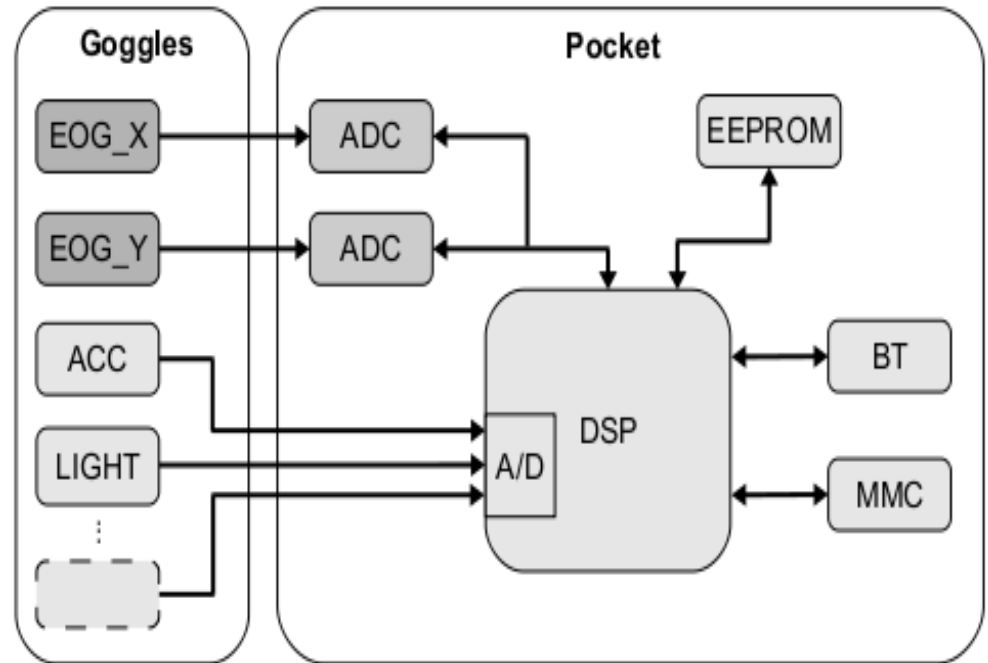 Goggles
Pocket
EOG_X
ADC
EEPROM
EOG_Y
ADC
ACC
BT
DSP
LIGHT
A/D
MMC